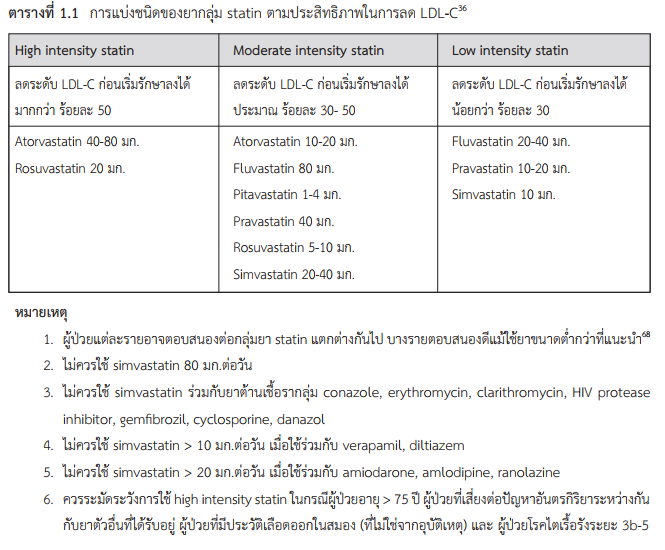 ตารางที่ 1.1 การแบ่งชนิดของยากลุ่ม statin ตามประสิทธิภาพในการลด LDL-C36
High intensity statin
Moderate intensity statin
Low intensity statin
ลดระดับ LDL-C ก่อนเริ่มรักษาลงได้
มากกว่า ร้อยละ 50
ลดระดับ LDL-C ก่อนเริ่มรักษาลงได้
ประมาณ ร้อยละ 30- 50
ลดระดับ LDL-C ก่อนเริ่มรักษาลงได้
น้อยกว่า ร้อยละ 30
Atorvastatin 40-80 มก.
Rosuvastatin 20 มก.
Atorvastatin 10-20 มก.
Fluvastatin 80 มก.
Pitavastatin 1-4 มก.
Pravastatin 40 มก.
Rosuvastatin 5-10 มก.
Simvastatin 20-40 มก.
Fluvastatin 20-40 มก.
Pravastatin 10-20 มก.
Simvastatin 10 มก.
หมายเหตุ
1. ผู้ป่วยแต่ละรายอาจตอบสนองต่อกลุ่มยา statin แตกต่างกันไป บางรายตอบสนองดีแม้ใช้ยาขนาดต่ำกว่าที่แนะนำ68
2. ไม่ควรใช้ simvastatin 80 มก.ต่อวัน
3. ไม่ควรใช้ simvastatin ร่วมกับยาต้านเชื้อรากลุ่ม conazole, erythromycin, clarithromycin, HIV protease
inhibitor, gemfibrozil, cyclosporine, danazol
4. ไม่ควรใช้ simvastatin > 10 มก.ต่อวัน เมื่อใช้ร่วมกับ verapamil, diltiazem
5. ไม่ควรใช้ simvastatin > 20 มก.ต่อวัน เมื่อใช้ร่วมกับ amiodarone, amlodipine, ranolazine
6. ควรระมัดระวังการใช้ high intensity statin ในกรณีผู้ป่วยอายุ > 75 ปี ผู้ป่วยที่เสี่ยงต่อปัญหาอันตรกิริยาระหว่างกัน
กับยาตัวอื่นที่ได้รับอยู่ ผู้ป่วยที่มีประวัติเลือดออกในสมอง (ที่ไม่ใช่จากอุบัติเหตุ) และ ผู้ป่วยโรคไตเรื้อรังระยะ 3b-5